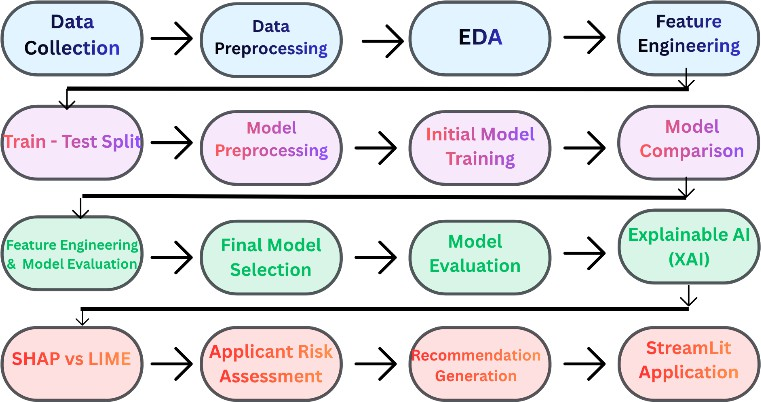 Data
Collection
Data
Preprocessing
EDA
Feature
Engineering
Train - Test Split
Model
Preprocessing
Initial Model
Training
Model
Comparison
Feature Engineering
& Model Evaluation
Final Model
Selection
Model
Evaluation
Explainable AI
(XAI)
SHAP vs LIME
Applicant Risk
Assessment
Recommendation
Generation
StreamLit
Application